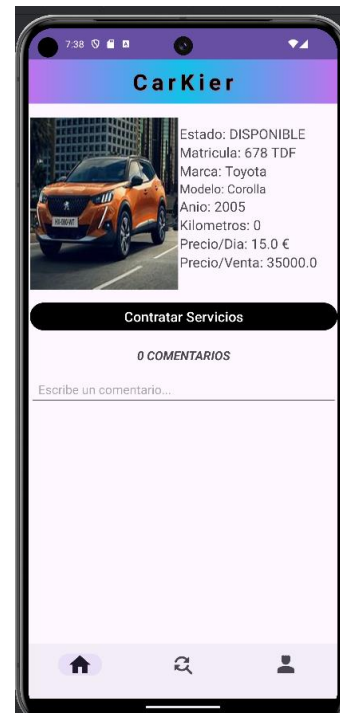 7:38
CarKier
Estado: DISPONIBLE
Matricula: 678 TDF
Marca: Toyota
Modelo: Corolla
Anio: 2005
Kilometros: 0
Precio/Dia: 15.0 €
Precio/Venta: 35000.0
Contratar Servicios
0 COMENTARIOS
Escribe un comentario...